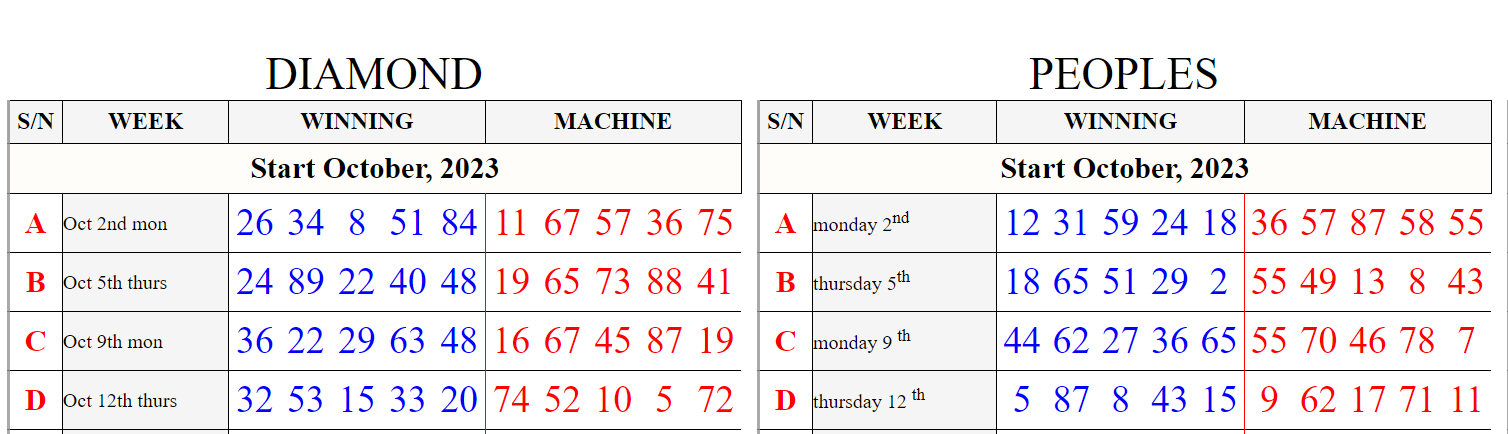 DIAMOND
S/N WEEK WINNING MACHINE
Start October, 2023
A Oct 2nd mon 26 34 8 51 84 11 67 57 36 75
B Oct 5th thurs 24 89 22 40 48 19 65 73 88 41
C Oct 9th mon 36 22 29 63 48 16 67 45 87 19
D Oct 12th thurs 32 53 15 33 20 74 52 10 5 72
PEOPLES
S/N WEEK WINNING MACHINE
Start October, 2023
A monday 2nd 12 31 59 24 18 36 57 87 58 55
B thursday 5th 18 65 51 29 2 55 49 13 8 43
C monday 9 th 44 62 27 36 65 55 70 46 78 7
D thursday 12 th 5 87 8 43 15 9 62 17 71 11